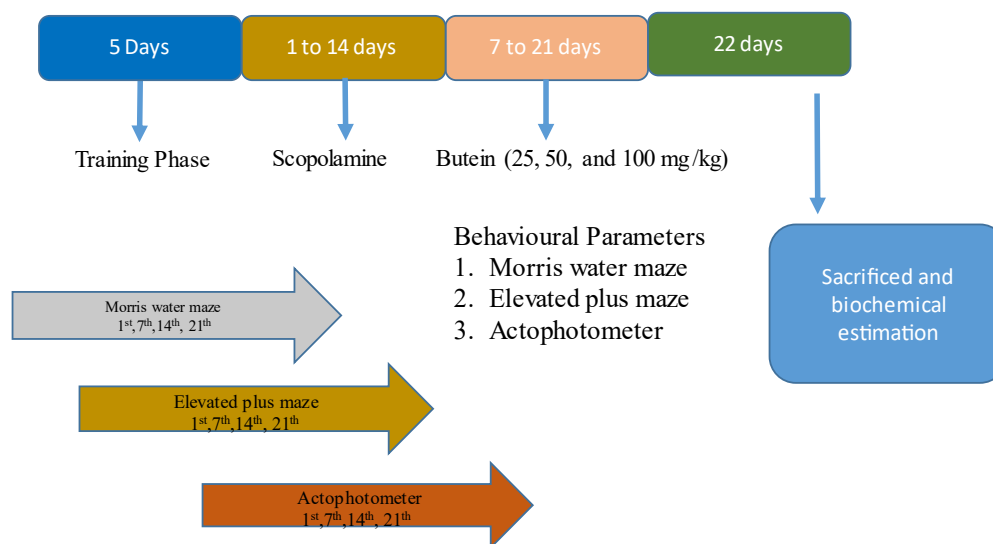 5 Days
1 to 14 days
7 to 21 days
22 days
Training Phase
Scopolamine
Butein (25, 50, and 100 mg/kg)
Behavioural Parameters
1. Morris water maze
2. Elevated plus maze
3. Actophotometer
Sacrificed and
biochemical
estimation
Morris water maze
1st,7th,14th, 21th
Elevated plus maze
1st,7th,14th, 21th
Actophotometer
1st,7th,14th, 21th